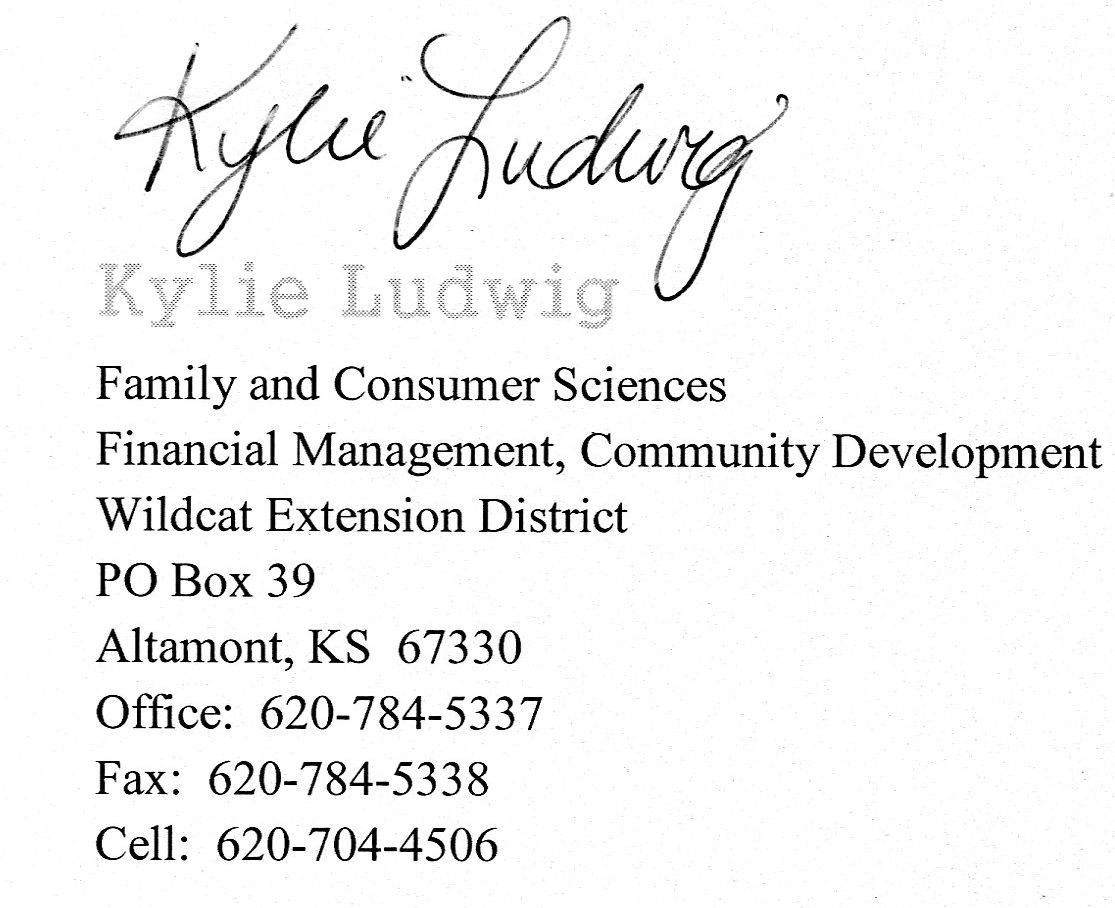 Kylie Ludwig
Kylie Ludwig
Family and Consumer Sciences
Financial Management, Community Development
Wildcat Extension District
PO Box 39
Altamont, KS  67330
Office:  620-784-5337
Fax:  620-784-5338
Cell:  620-704-4506